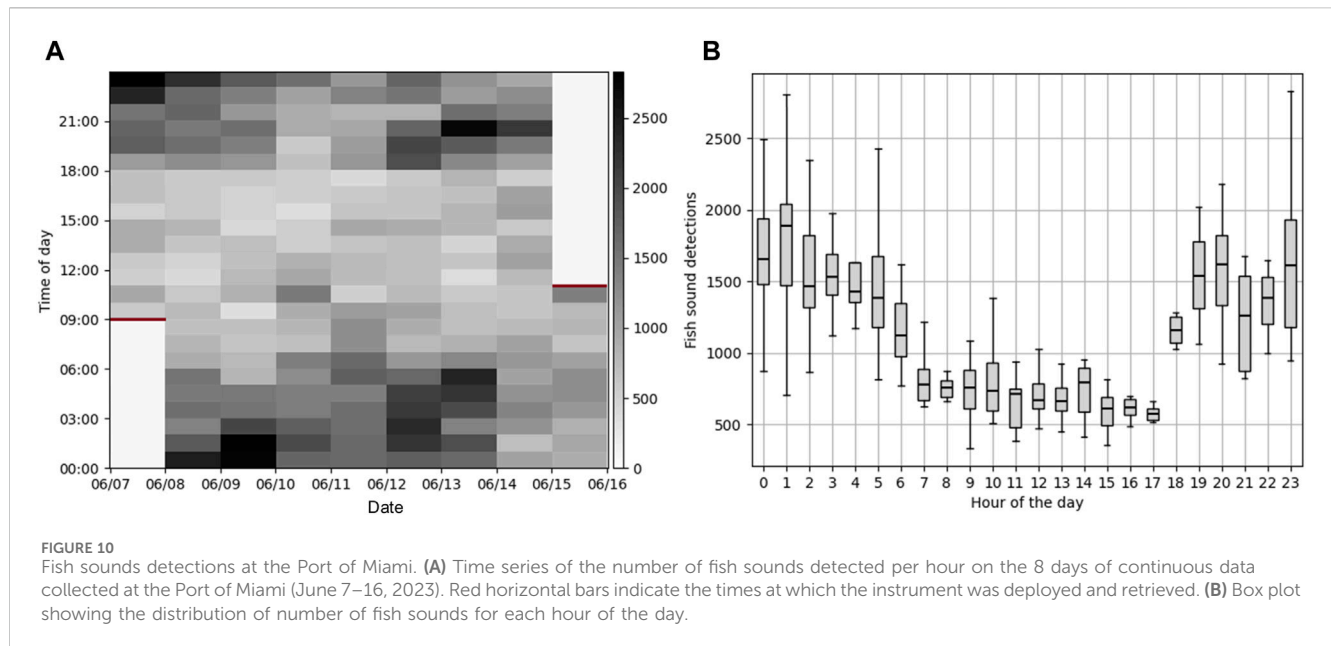 A
B
21:00
18:00
15:00
12:00
09:00
06:00
03:00
00:00
Time of day
06/07 06/08 06/09 06/10 06/11 06/12 06/13 06/14 06/15 06/16
Date
2500
2000
1500
1000
500
0
2500
2000
1500
1000
500
Fish sound detections
0 1 2 3 4 5 6 7 8 9 10 11 12 13 14 15 16 17 18 19 20 21 22 23
Hour of the day
FIGURE 10
Fish sounds detections at the Port of Miami. (A) Time series of the number of fish sounds detected per hour on the 8 days of continuous data
collected at the Port of Miami (June 7–16, 2023). Red horizontal bars indicate the times at which the instrument was deployed and retrieved. (B) Box plot
showing the distribution of number of fish sounds for each hour of the day.